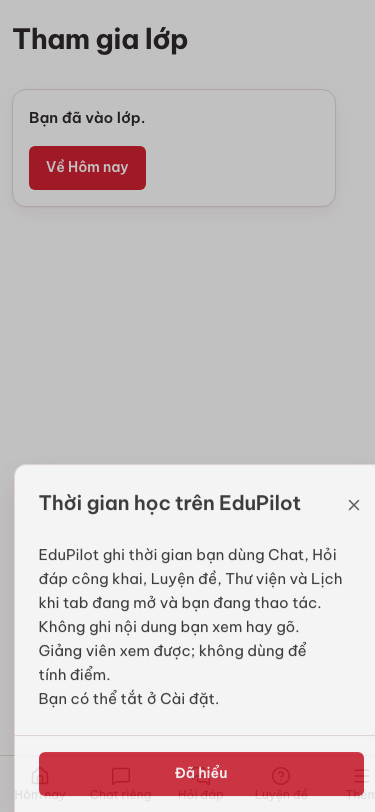 Tham gia lớp
Bạn đã vào lớp.
Về Hôm nay
Thời gian học trên EduPilot
EduPilot ghi thời gian bạn dùng Chat, Hỏi
đáp công khai, Luyện đề, Thư viện và Lịch
khi tab đang mở và bạn đang thao tác.
Không ghi nội dung bạn xem hay gõ.
Giảng viên xem được; không dùng để
tính điểm.
Bạn có thể tắt ở Cài đặt.
Đã hiểu
Hôm nay Chat riêng Hỏi đáp Luyện đề